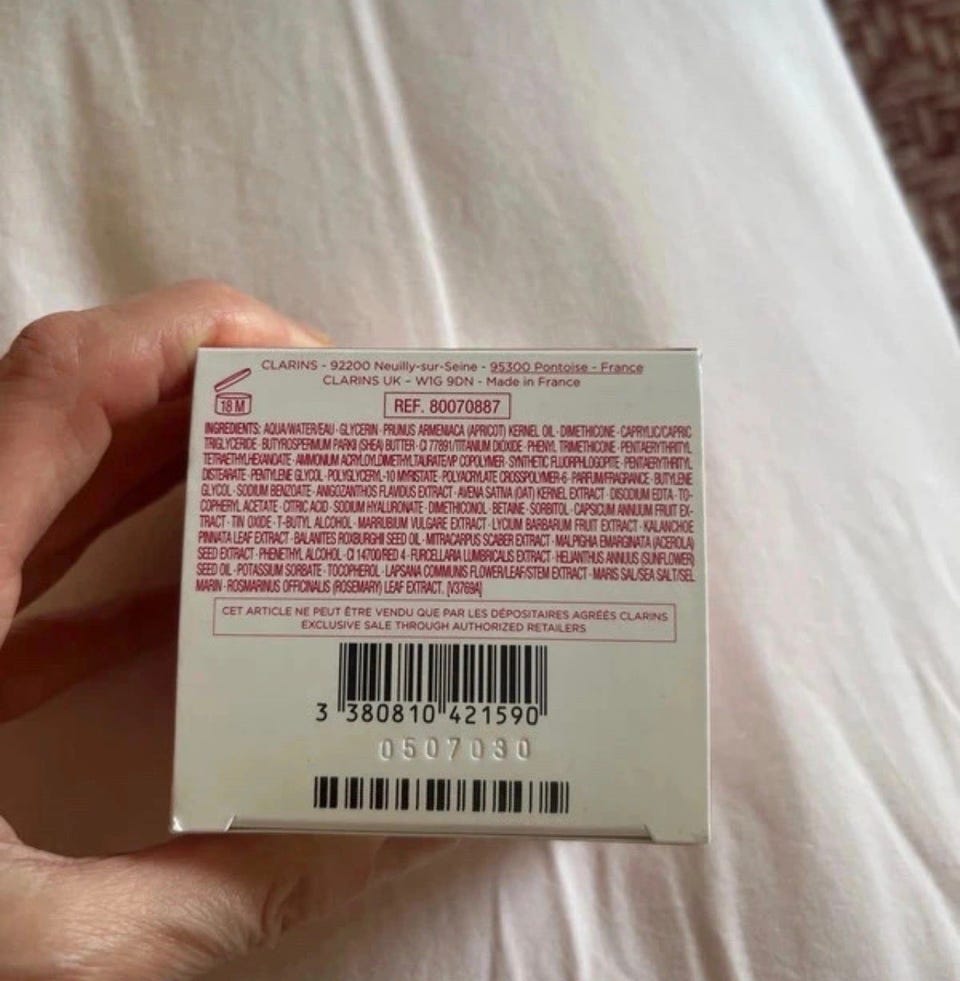 CLARINS - 92200 Neuilly-sur-Seine - 95300 Pontoise - France
CLARINS UK - W1G 9DN - Made in France
18 M
REF. 80070887
INGREDIENTS: AQUA/WATER/EAU · GLYCERIN · PRUNUS ARMENIACA (APRICOT) KERNEL OIL · DIMETHICONE · CAPRYLIC/CAPRIC
TRIGLYCERIDE · BUTYROSPERMUM PARKII (SHEA) BUTTER · CI 77891/TITANIUM DIOXIDE · PHENYL TRIMETHICONE · PENTAERYTHRITYL
TETRAETHYLHEXANOATE · AMMONIUM ACRYLOYLDIMETHYLTAURATE/VP COPOLYMER · SYNTHETIC FLUORPHLOGOPITE · PENTAERYTHRITYL
DISTEARATE · PENTYLENE GLYCOL · POLYGLYCERYL-10 MYRISTATE · POLYACRYLATE CROSSPOLYMER-6 · PARFUM/FRAGRANCE · BUTYLENE
GLYCOL · SODIUM BENZOATE · ANIGOZANTHOS FLAVIDUS EXTRACT · AVENA SATIVA (OAT) KERNEL EXTRACT · DISODIUM EDTA · TO-
COPHERYL ACETATE · CITRIC ACID · SODIUM HYALURONATE · DIMETHICONOL · BETAINE · SORBITOL · CAPSICUM ANNUUM FRUIT EX-
TRACT · TIN OXIDE · T-BUTYL ALCOHOL · MARRUBIUM VULGARE EXTRACT · LYCIUM BARBARUM FRUIT EXTRACT · KALANCHOE
PINNATA LEAF EXTRACT · BALANITES ROXBURGHII SEED OIL · MITRACARPUS SCABER EXTRACT · MALPIGHIA EMARGINATA (ACEROLA)
SEED EXTRACT · PHENETHYL ALCOHOL · CI 14700/RED 4 · FURCELLARIA LUMBRICALIS EXTRACT · HELIANTHUS ANNUUS (SUNFLOWER)
SEED OIL · POTASSIUM SORBATE · TOCOPHEROL · LAPSANA COMMUNIS FLOWER/LEAF/STEM EXTRACT · MARIS SAL/SEA SALT/SEL
MARIN · ROSMARINUS OFFICINALIS (ROSEMARY) LEAF EXTRACT. [V3769A]
CET ARTICLE NE PEUT ÊTRE VENDU QUE PAR LES DÉPOSITAIRES AGRÉÉS CLARINS
EXCLUSIVE SALE THROUGH AUTHORIZED RETAILERS
3 380810 421590
0507030